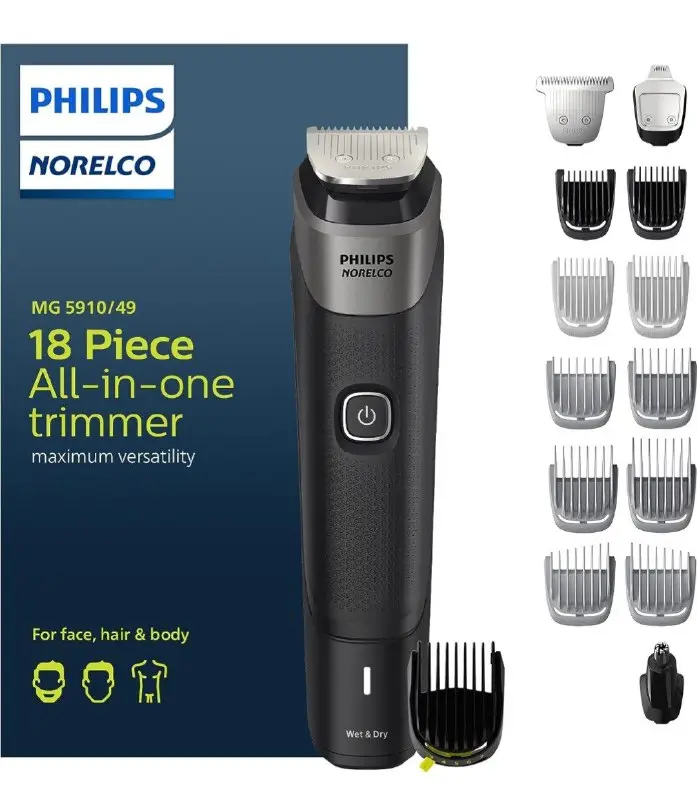 PHILIPS
NORELCO
MG 5910/49
18 Piece
All-in-one
trimmer
maximum versatility
For face, hair & body
PHILIPS
NORELCO
Wet & Dry